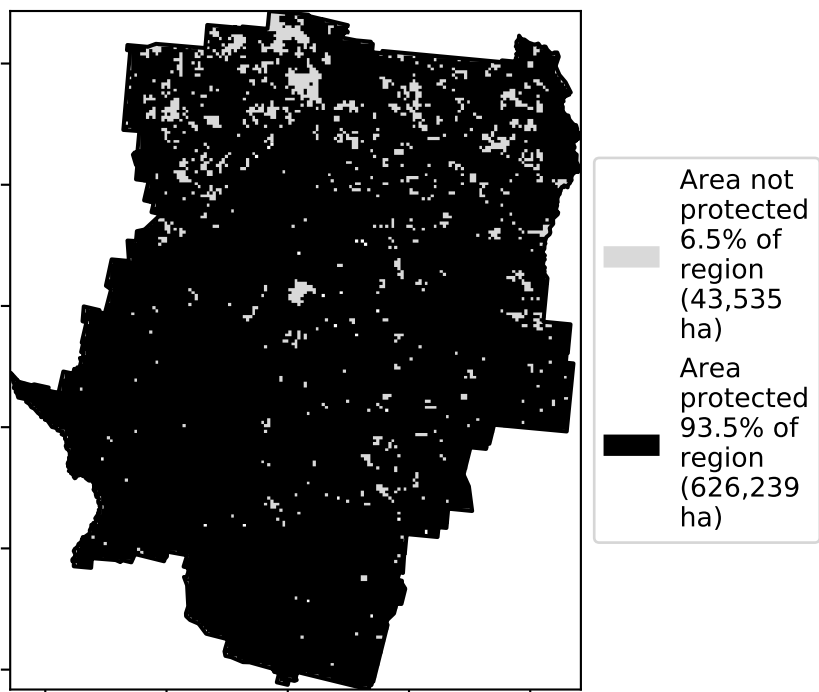 Area not
protected
6.5% of
region
(43,535
ha)
Area
protected
93.5% of
region
(626,239
ha)